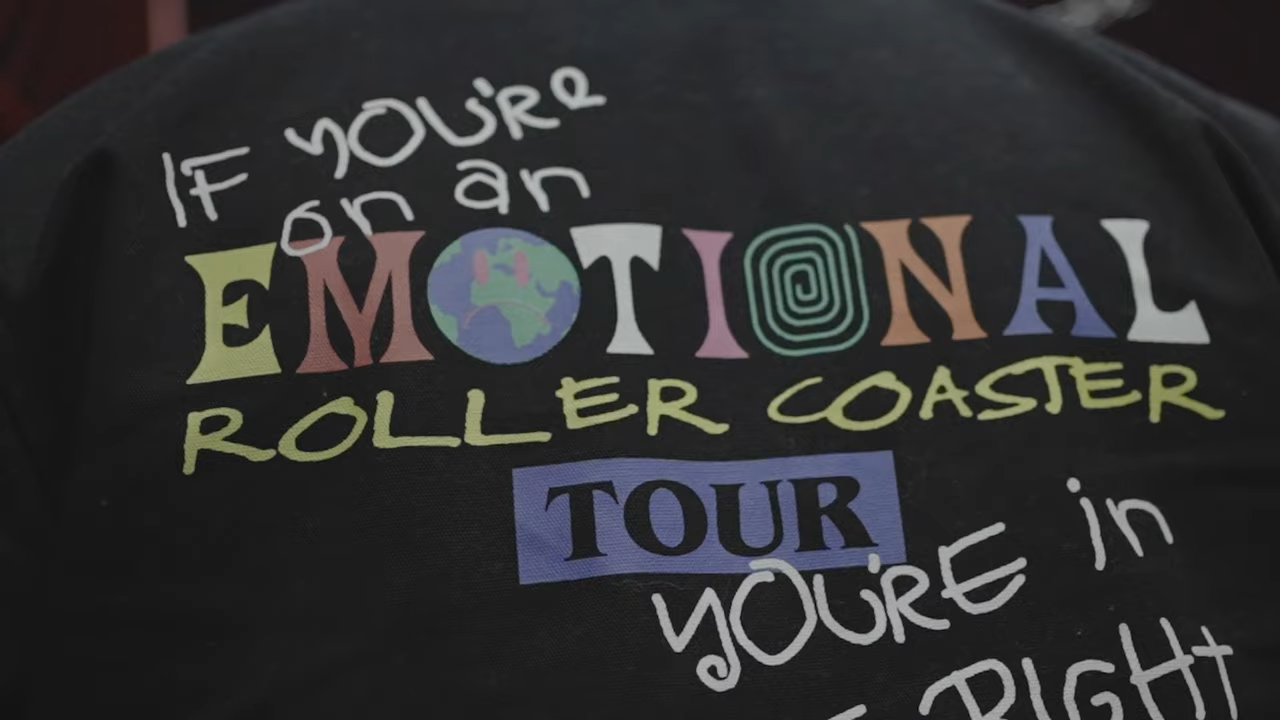 IF YOU'Re
on an
EMOTIONAL
ROLLER COASTER
TOUR
YOU'RE in
RIGHt